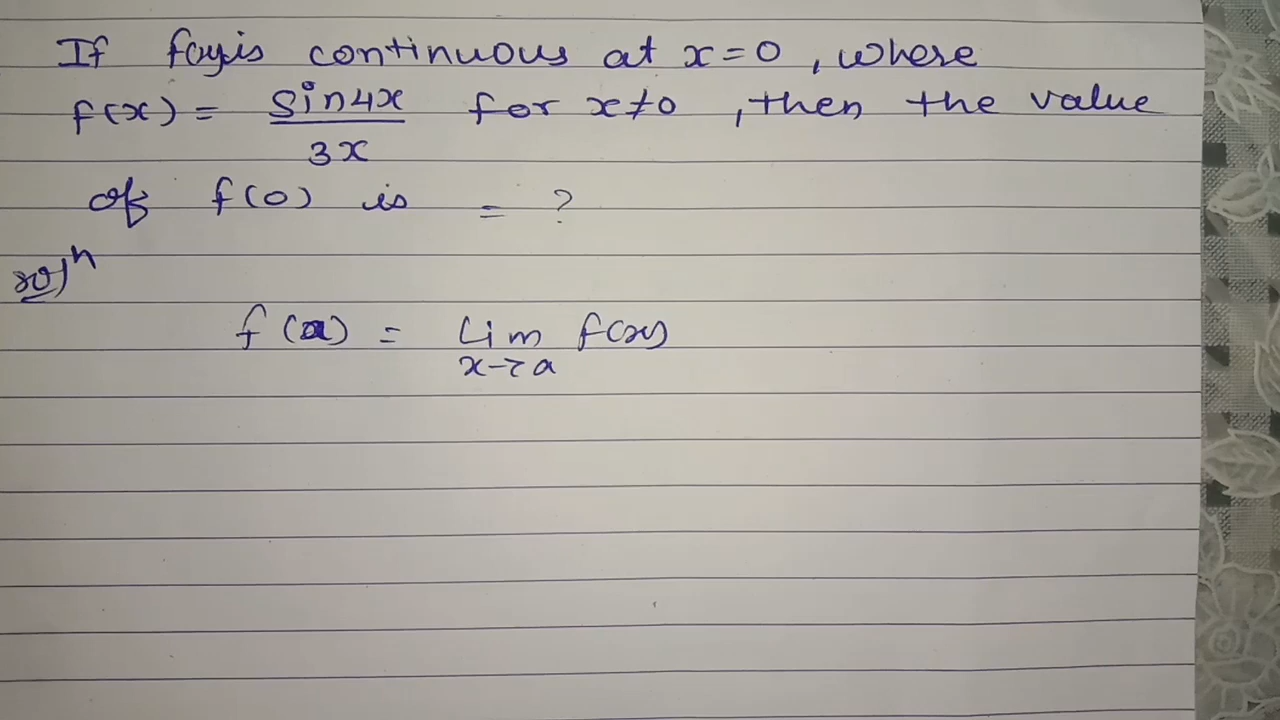 If f(x) is continuous at x=0, where
f(x) = sin4x / 3x for x≠0, then the value
of f(0) is = ?
solⁿ
f(a) = Lim f(x)
x→a